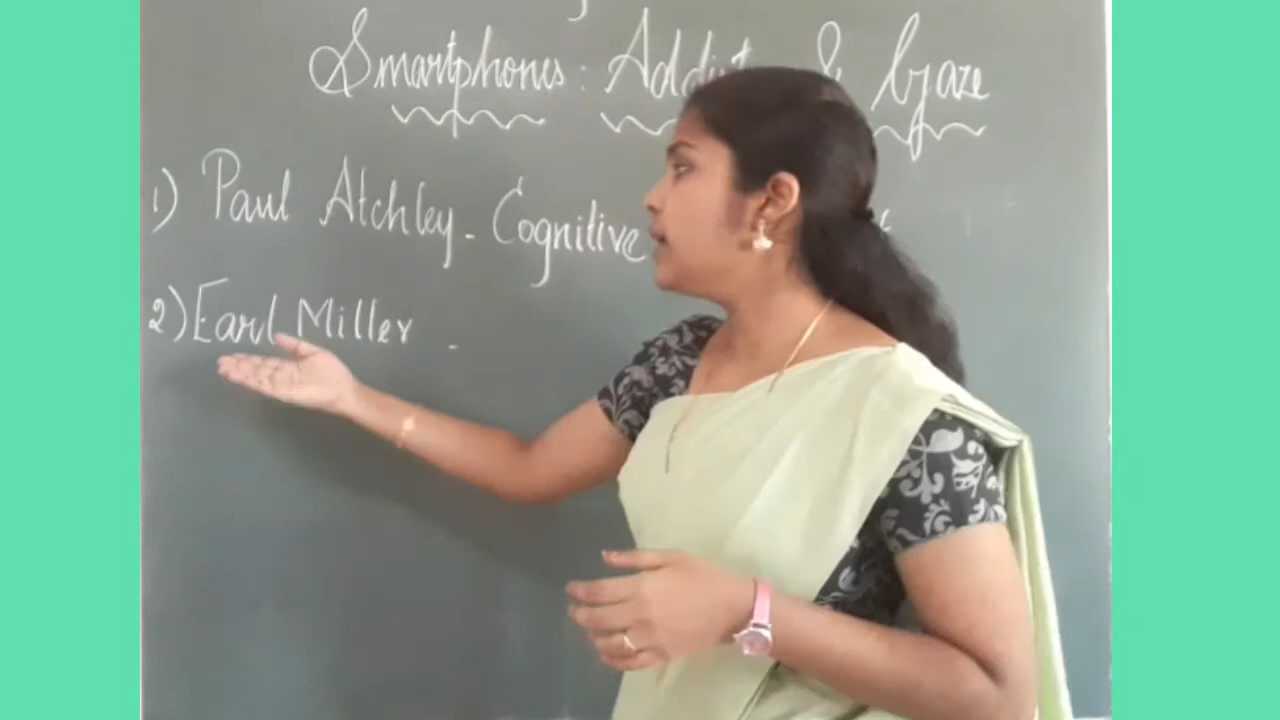 Smartphones: Addict & Gaze
1) Paul Atchley - Cognitive
2) Earl Miller -